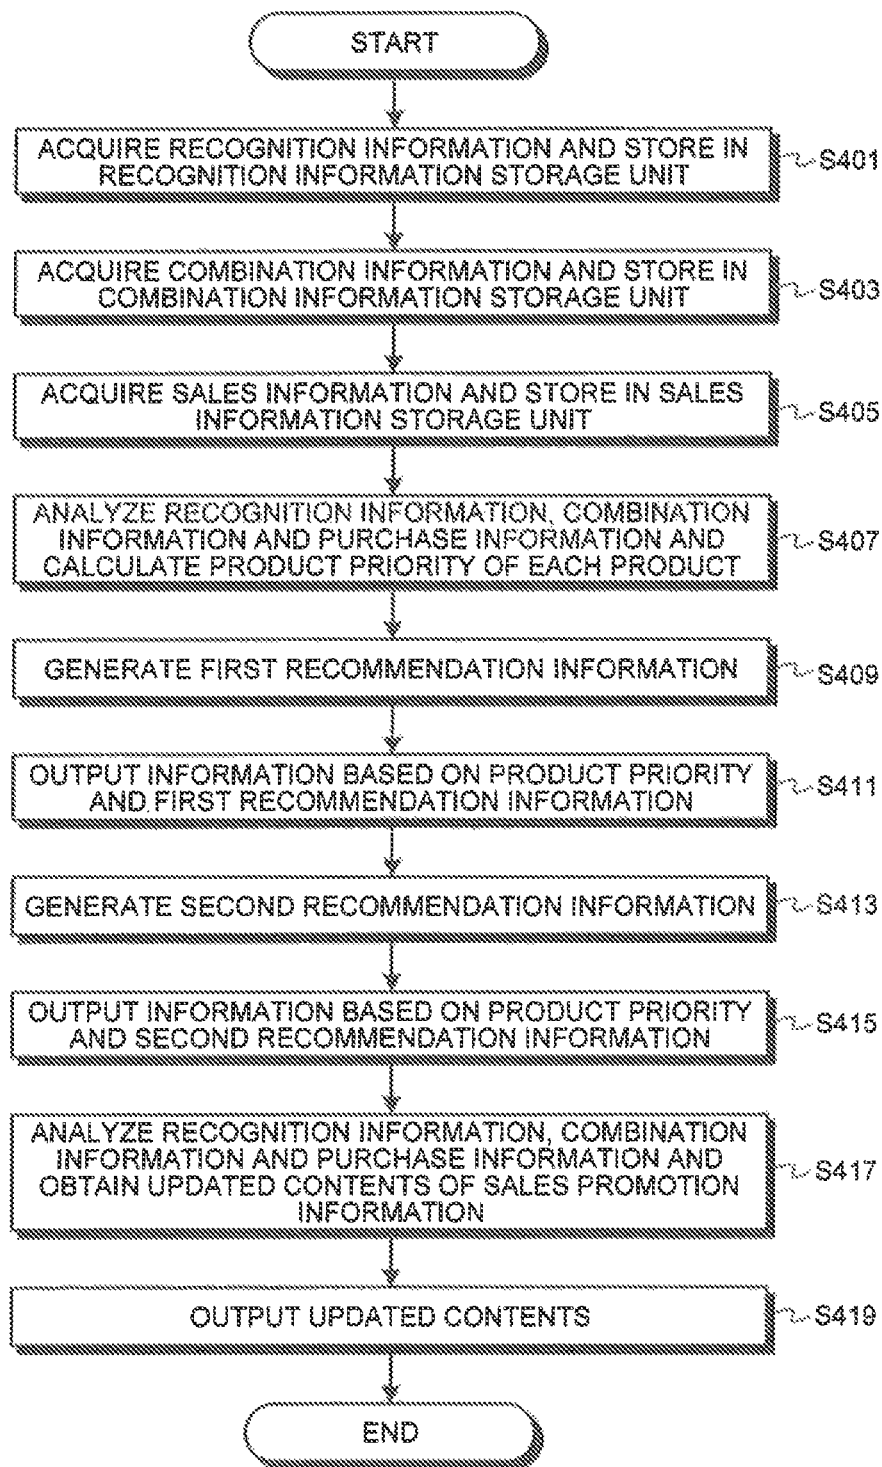 START
ACQUIRE RECOGNITION INFORMATION AND STORE IN
RECOGNITION INFORMATION STORAGE UNIT
S401
ACQUIRE COMBINATION INFORMATION AND STORE IN
COMBINATION INFORMATION STORAGE UNIT
S403
ACQUIRE SALES INFORMATION AND STORE IN SALES
INFORMATION STORAGE UNIT
S405
ANALYZE RECOGNITION INFORMATION, COMBINATION
INFORMATION AND PURCHASE INFORMATION AND
CALCULATE PRODUCT PRIORITY OF EACH PRODUCT
S407
GENERATE FIRST RECOMMENDATION INFORMATION
S409
OUTPUT INFORMATION BASED ON PRODUCT PRIORITY
AND FIRST RECOMMENDATION INFORMATION
S411
GENERATE SECOND RECOMMENDATION INFORMATION
S413
OUTPUT INFORMATION BASED ON PRODUCT PRIORITY
AND SECOND RECOMMENDATION INFORMATION
S415
ANALYZE RECOGNITION INFORMATION, COMBINATION
INFORMATION AND PURCHASE INFORMATION AND
OBTAIN UPDATED CONTENTS OF SALES PROMOTION
INFORMATION
S417
OUTPUT UPDATED CONTENTS
S419
END